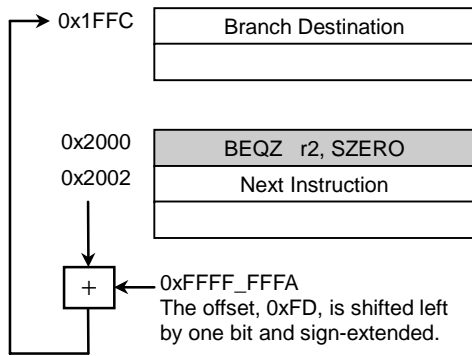 0x1FFC Branch Destination
0x2000 BEQZ r2, SZERO
0x2002 Next Instruction
+ 0xFFFF_FFFA
The offset, 0xFD, is shifted left
by one bit and sign-extended.